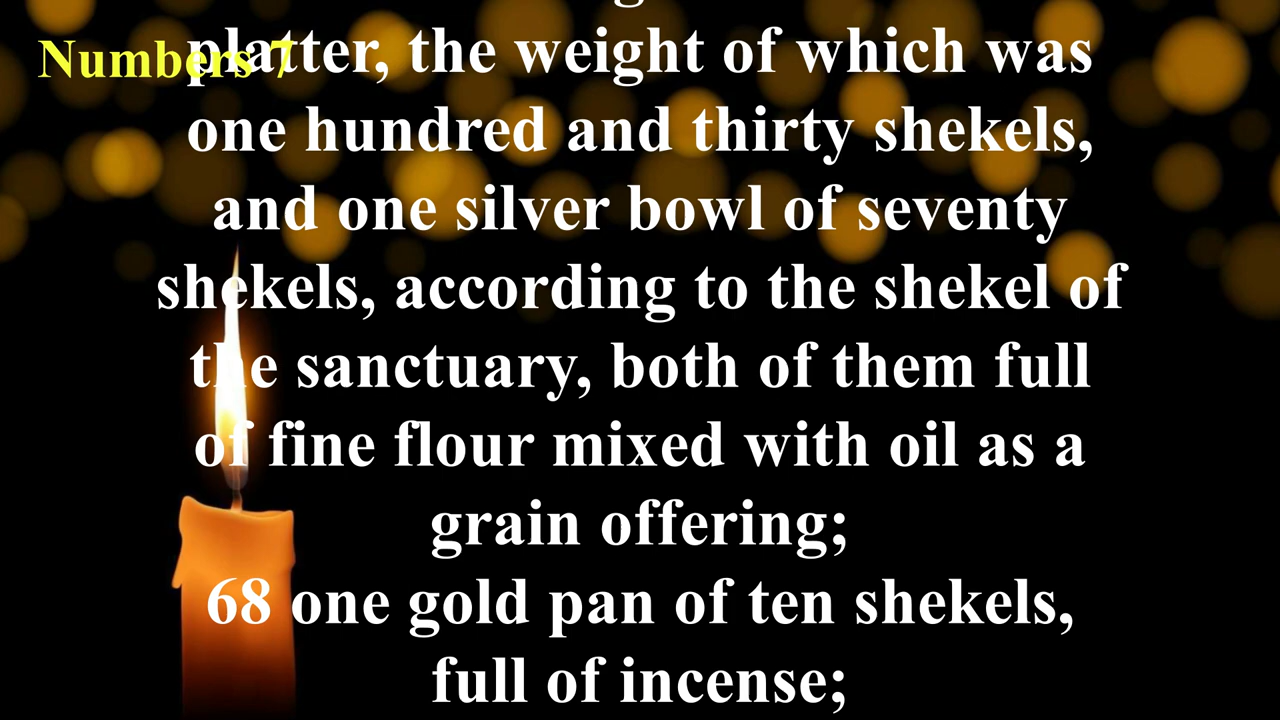 Numbers 7
platter, the weight of which was
one hundred and thirty shekels,
and one silver bowl of seventy
shekels, according to the shekel of
the sanctuary, both of them full
of fine flour mixed with oil as a
grain offering;
68 one gold pan of ten shekels,
full of incense;